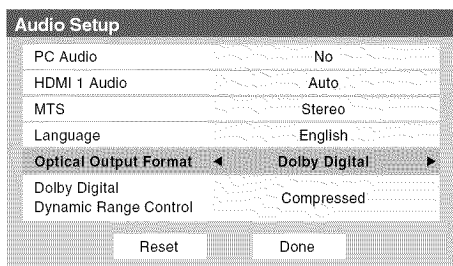 Audio Setup
PC Audio No
HDMI 1 Audio Auto
MTS Stereo
Language English
Optical Output Format ◀ Dolby Digital ▶
Dolby Digital
Dynamic Range Control Compressed
Reset Done